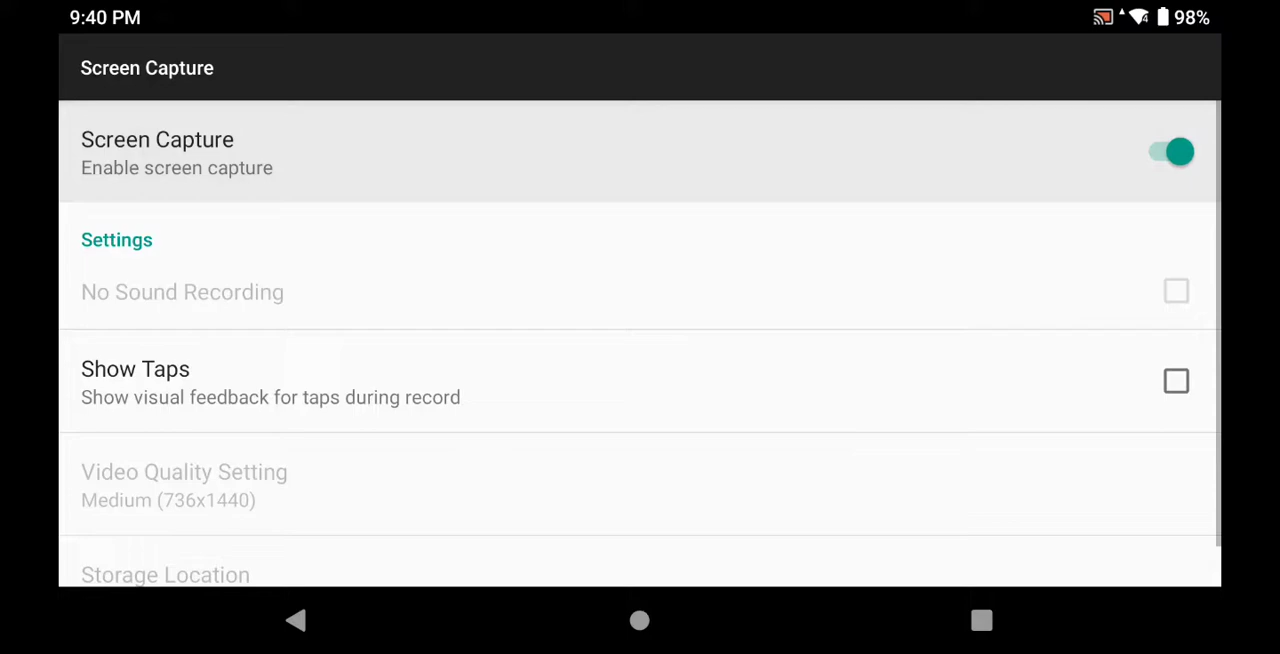 9:40 PM
98%
Screen Capture
Screen Capture
Enable screen capture
Settings
No Sound Recording
Show Taps
Show visual feedback for taps during record
Video Quality Setting
Medium (736x1440)
Storage Location